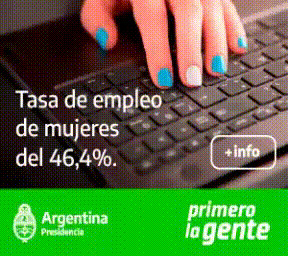 Tasa de empleo
de mujeres
del 46,4%.
+info
Argentina
Presidencia
primero
la gente